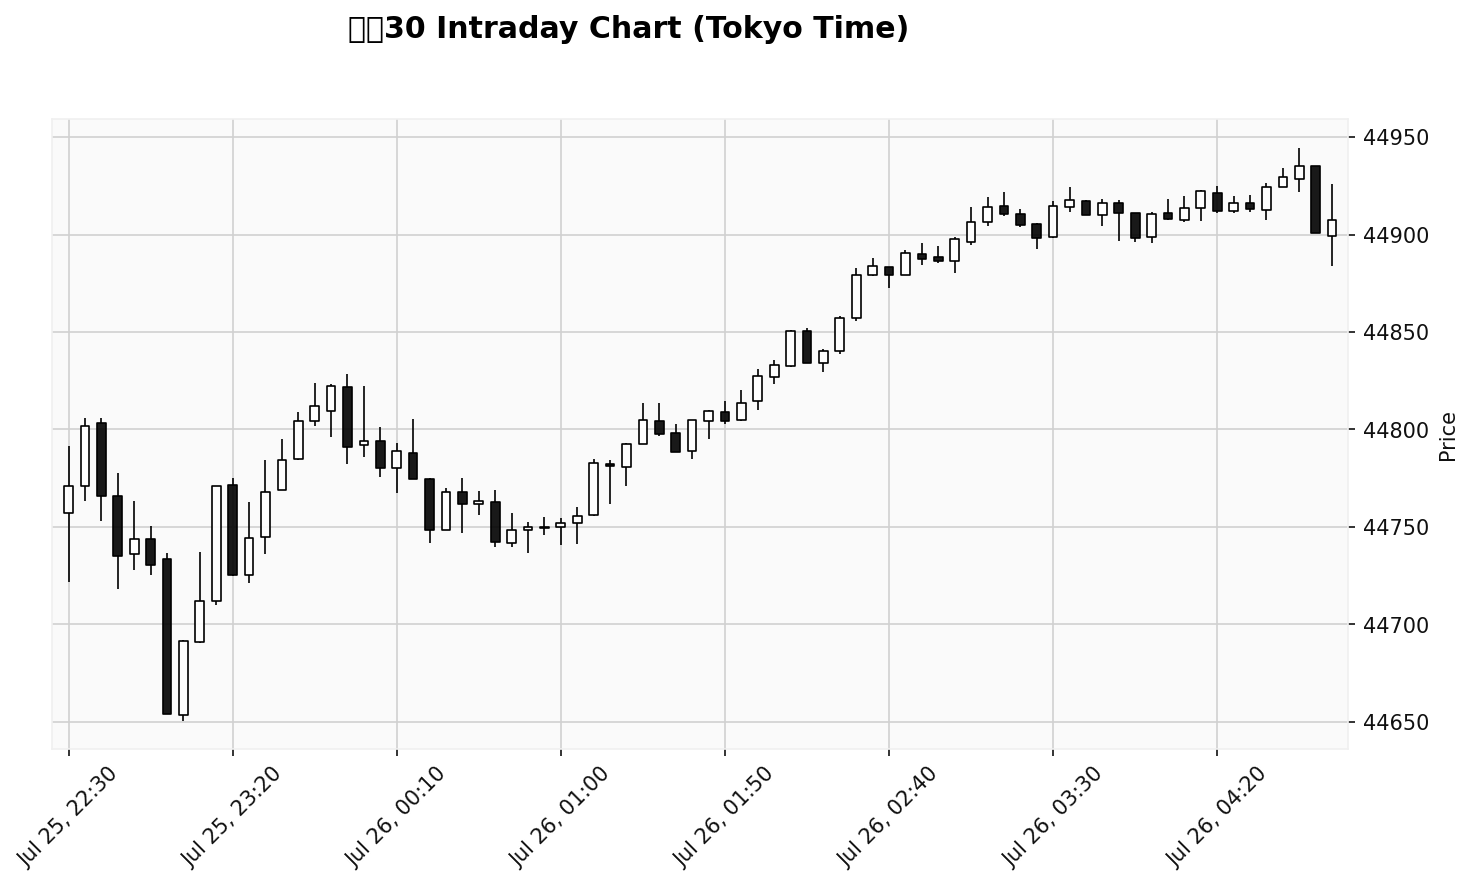 30 Intraday Chart (Tokyo Time)
44950
44900
44850
44800
44750
44700
44650
Price
Jul 25, 22:30
Jul 25, 23:20
Jul 26, 00:10
Jul 26, 01:00
Jul 26, 01:50
Jul 26, 02:40
Jul 26, 03:30
Jul 26, 04:20